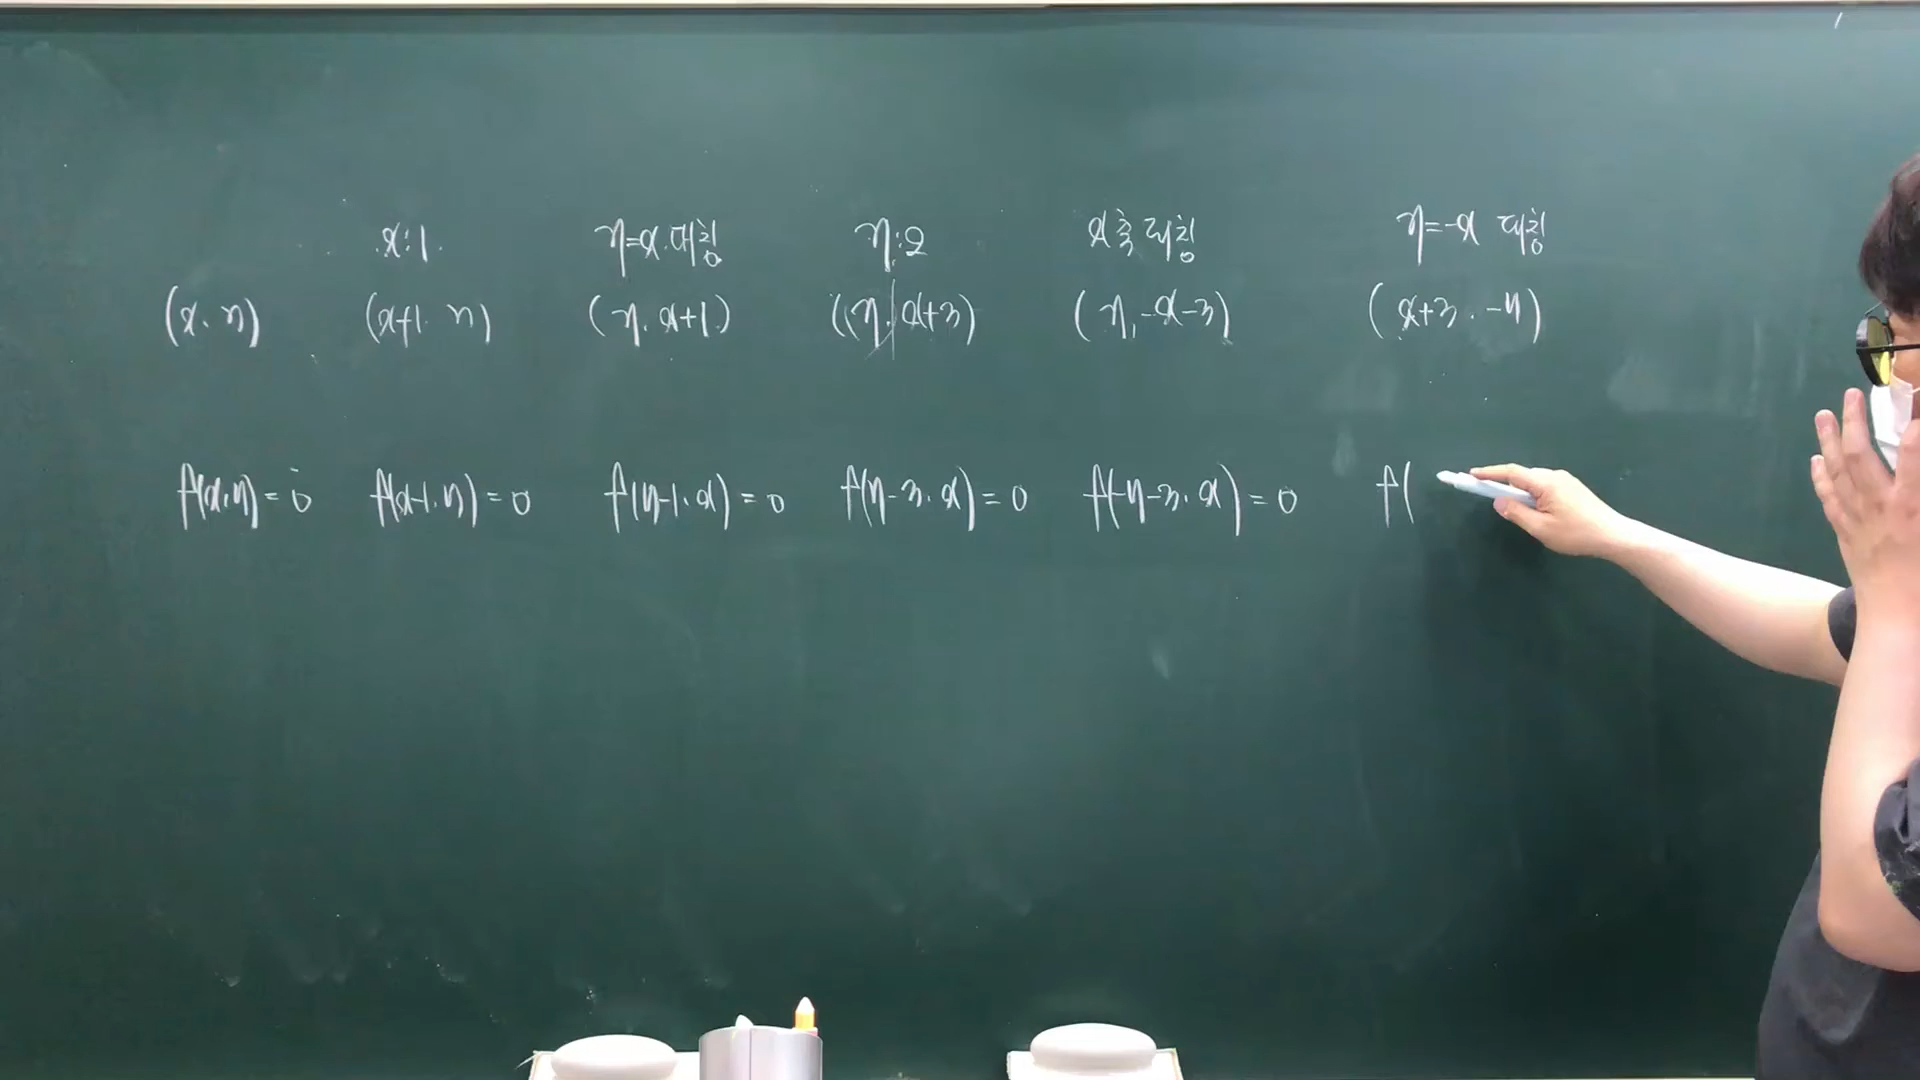 x:1 y=x 대칭 y:2 x축 대칭 y=-x 대칭
(x, y) (x+1, y) (y, x+1) (y, x+3) (y, -x-3) (x+3, -y)
f(x,y)=0 f(x-1,y)=0 f(y-1,x)=0 f(y-3,x)=0 f(-y-3,x)=0 f(